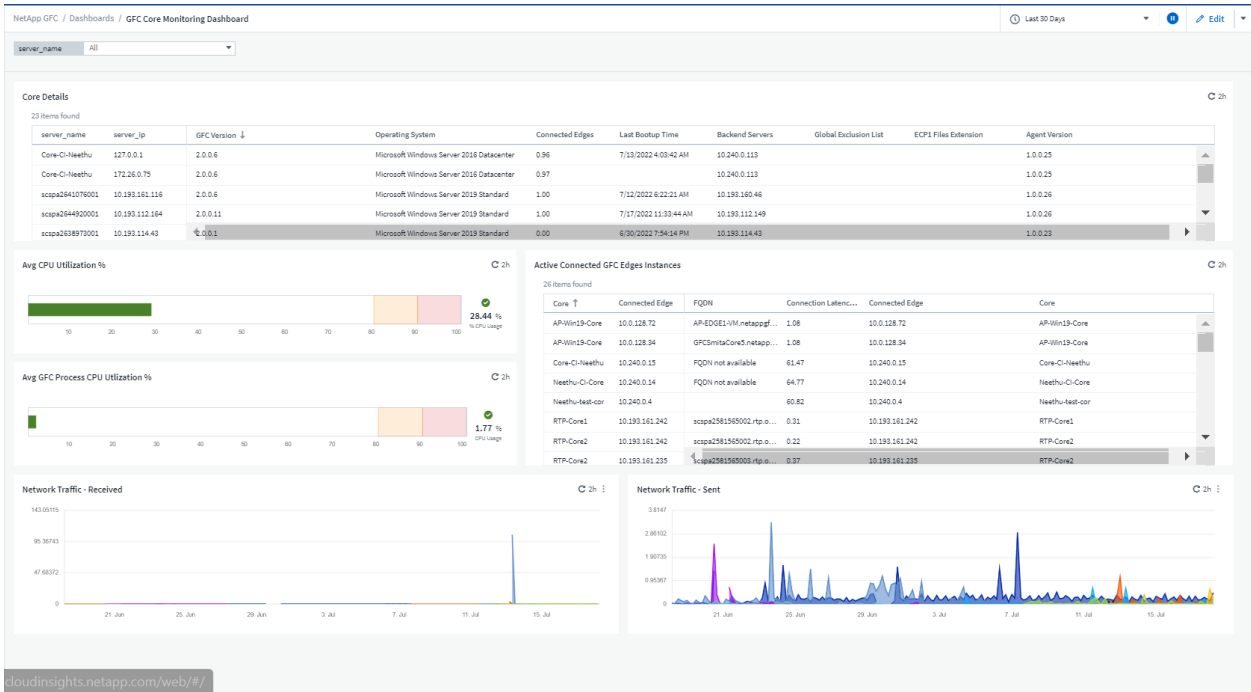 NetApp GFC / Dashboards / GFC Core Monitoring Dashboard Last 30 Days Edit
server_name All
Core Details 2h
23 items found
server_name server_ip GFC Version ↓ Operating System Connected Edges Last Bootup Time Backend Servers Global Exclusion List ECP1 Files Extension Agent Version
Core-CI-Neethu 127.0.0.1 2.0.0.6 Microsoft Windows Server 2016 Datacenter 0.96 7/13/2022 4:03:42 AM 10.240.0.113 1.0.0.25
Core-CI-Neethu 172.26.0.75 2.0.0.6 Microsoft Windows Server 2016 Datacenter 0.97 10.240.0.113 1.0.0.25
scspa2641076001 10.193.161.116 2.0.0.6 Microsoft Windows Server 2019 Standard 1.00 7/12/2022 6:22:21 AM 10.193.160.46 1.0.0.26
scspa2644920001 10.193.112.164 2.0.0.11 Microsoft Windows Server 2019 Standard 1.00 7/17/2022 11:33:44 AM 10.193.112.149 1.0.0.26
scspa2638973001 10.193.114.43 2.0.0.1 Microsoft Windows Server 2019 Standard 0.00 6/30/2022 7:54:14 PM 10.193.114.43 1.0.0.23
Avg CPU Utilization % 2h
28.44 %
% CPU Usage
10 20 30 40 50 60 70 80 90 100
Avg GFC Process CPU Utlization % 2h
1.77 %
CPU Usage
10 20 30 40 50 60 70 80 90 100
Active Connected GFC Edges Instances 2h
26 items found
Core ↑ Connected Edge FQDN Connection Latenc... Connected Edge Core
AP-Win19-Core 10.0.128.72 AP-EDGE1-VM.netappgf... 1.08 10.0.128.72 AP-Win19-Core
AP-Win19-Core 10.0.128.34 GFCSmitaCore5.netapp... 1.08 10.0.128.34 AP-Win19-Core
Core-CI-Neethu 10.240.0.15 FQDN not available 61.47 10.240.0.15 Core-CI-Neethu
Neethu-CI-Core 10.240.0.14 FQDN not available 64.77 10.240.0.14 Neethu-CI-Core
Neethu-test-cor 10.240.0.4 60.82 10.240.0.4 Neethu-test-cor
RTP-Core1 10.193.161.242 scspa2581565002.rtp.o... 0.31 10.193.161.242 RTP-Core1
RTP-Core2 10.193.161.242 scspa2581565002.rtp.o... 0.22 10.193.161.242 RTP-Core2
RTP-Core2 10.193.161.235 scspa2581565003.rtp.o... 0.37 10.193.161.235 RTP-Core2
Network Traffic - Received 2h
143.05115
95.36743
47.68372
0
21. Jun 25. Jun 29. Jun 3. Jul 7. Jul 11. Jul 15. Jul
Network Traffic - Sent 2h
3.8147
2.86102
1.90735
0.95367
0
21. Jun 25. Jun 29. Jun 3. Jul 7. Jul 11. Jul 15. Jul
cloudinsights.netapp.com/web/#/